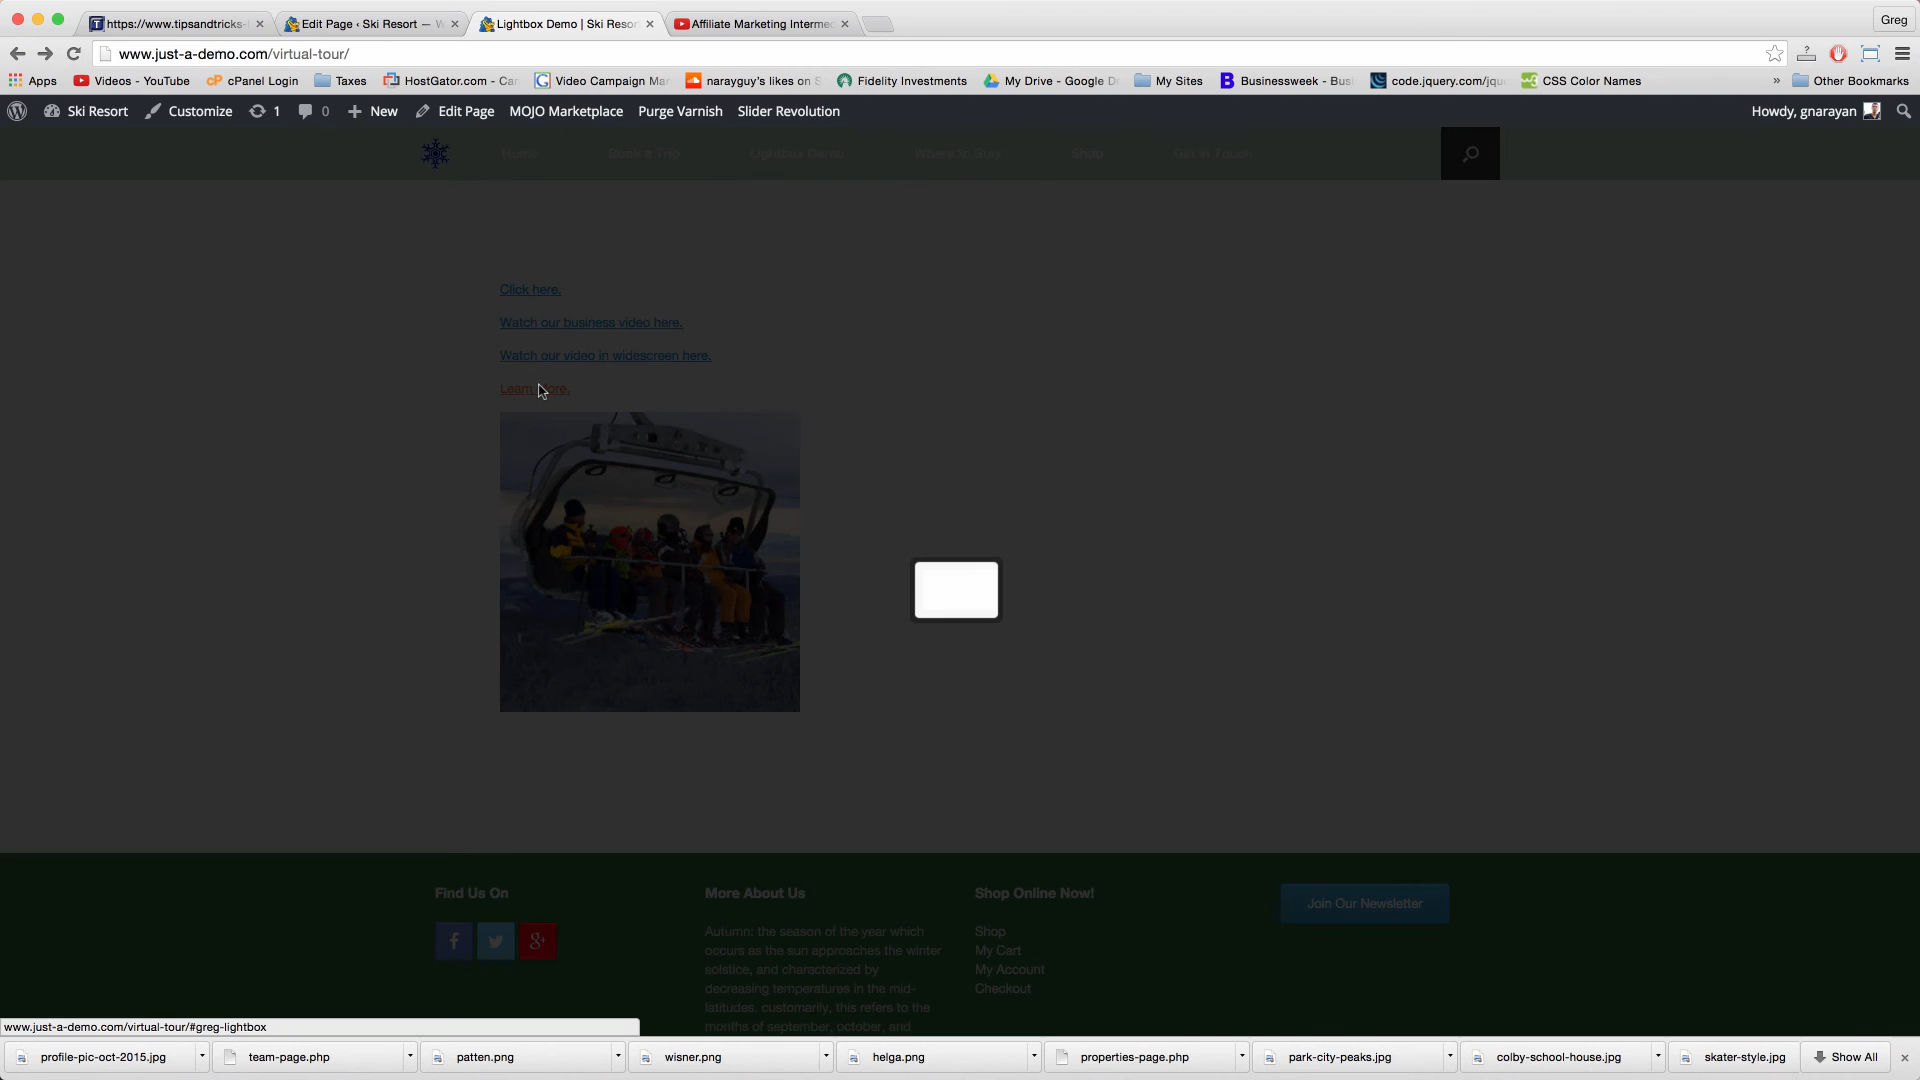 https://www.tipsandtricks-
Edit Page ‹ Ski Resort — W
Lightbox Demo | Ski Resor
Affiliate Marketing Intermed
Greg
www.just-a-demo.com/virtual-tour/
Apps
Videos - YouTube
cPanel Login
Taxes
HostGator.com - Car
Video Campaign Mar
narayguy's likes on S
Fidelity Investments
My Drive - Google D
My Sites
Businessweek - Busi
code.jquery.com/jqu
CSS Color Names
»
Other Bookmarks
Ski Resort
Customize
1
0
New
Edit Page
MOJO Marketplace
Purge Varnish
Slider Revolution
Howdy, gnarayan
Home
Book a Trip
Lightbox Demo
Where to Stay
Shop
Get in Touch
Click here.
Watch our business video here.
Watch our video in widescreen here.
Learn More.
Find Us On
More About Us
Autumn: the season of the year which
occurs as the sun approaches the winter
solstice, and characterized by
decreasing temperatures in the mid-
latitudes. customarily, this refers to the
months of september, october, and
Shop Online Now!
Shop
My Cart
My Account
Checkout
Join Our Newsletter
www.just-a-demo.com/virtual-tour/#greg-lightbox
profile-pic-oct-2015.jpg
team-page.php
patten.png
wisner.png
helga.png
properties-page.php
park-city-peaks.jpg
colby-school-house.jpg
skater-style.jpg
Show All